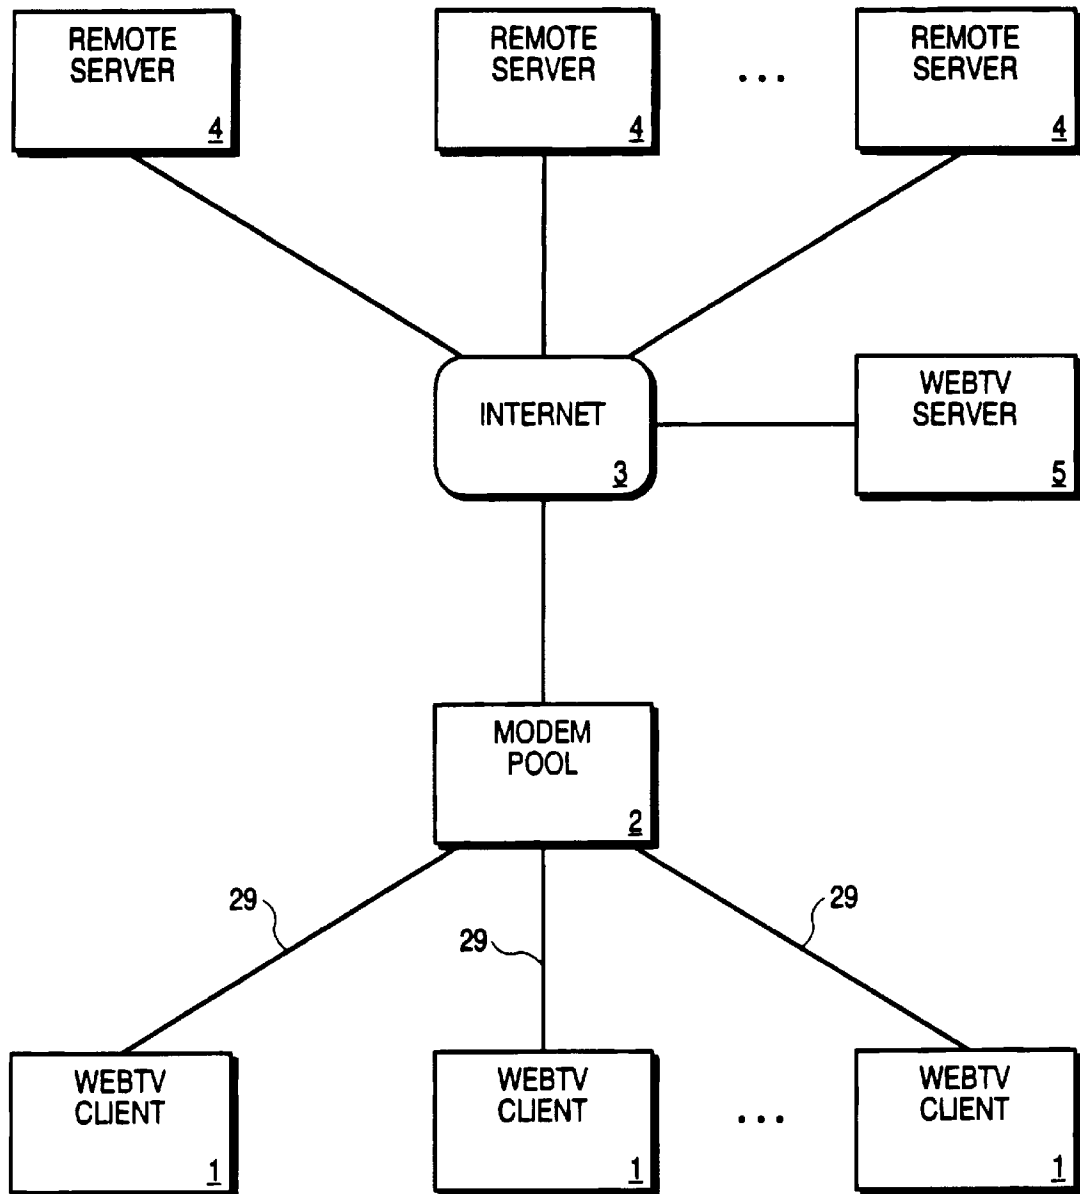 REMOTE
SERVER
4
REMOTE
SERVER
4
...
REMOTE
SERVER
4
INTERNET
3
WEBTV
SERVER
5
MODEM
POOL
2
29
29
29
WEBTV
CLIENT
1
WEBTV
CLIENT
1
...
WEBTV
CLIENT
1